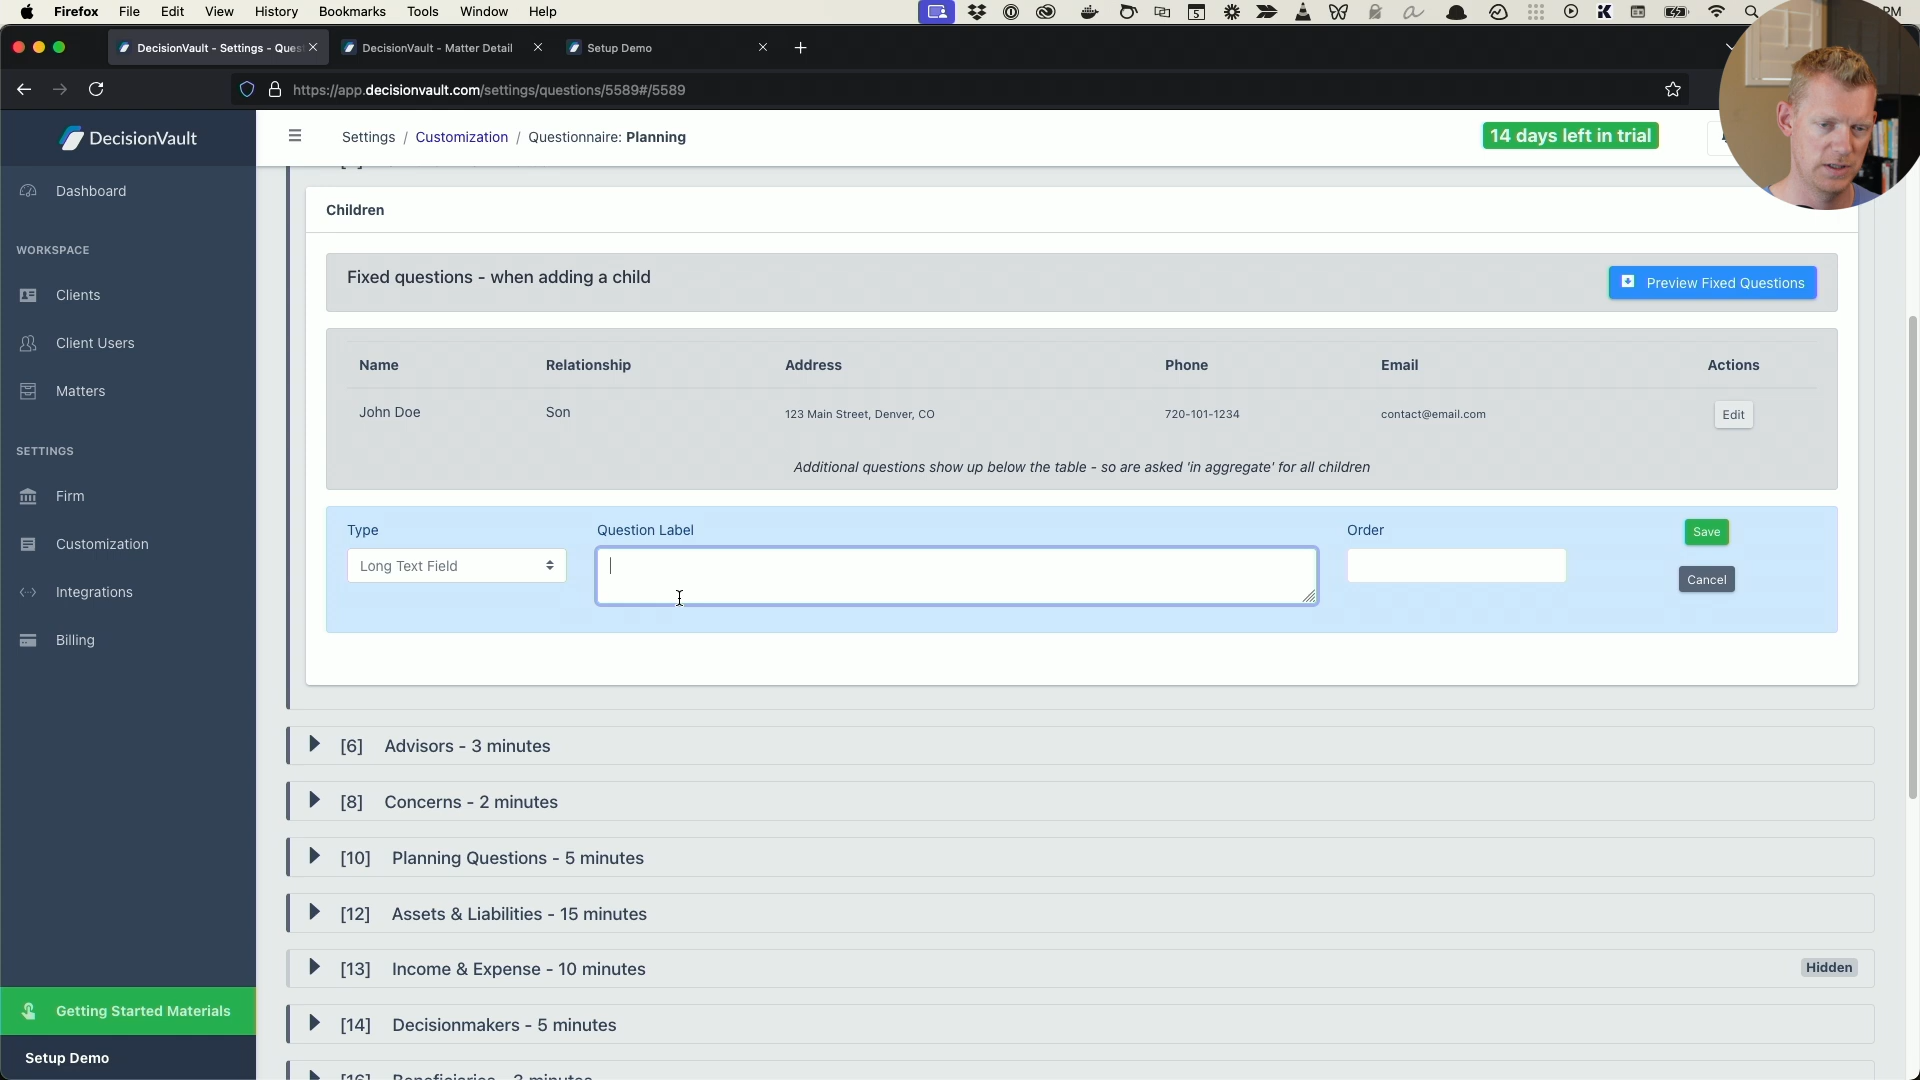 Firefox File Edit View History Bookmarks Tools Window Help
DecisionVault - Settings - Ques
DecisionVault - Matter Detail
Setup Demo
https://app.decisionvault.com/settings/questions/5589#/5589
DecisionVault
Settings / Customization / Questionnaire: Planning
14 days left in trial
Dashboard
WORKSPACE
Clients
Client Users
Matters
SETTINGS
Firm
Customization
Integrations
Billing
Getting Started Materials
Setup Demo
Children
Fixed questions - when adding a child
Preview Fixed Questions
Name Relationship Address Phone Email Actions
John Doe Son 123 Main Street, Denver, CO 720-101-1234 contact@email.com Edit
Additional questions show up below the table - so are asked 'in aggregate' for all children
Type Question Label Order
Save
Long Text Field
Cancel
[6] Advisors - 3 minutes
[8] Concerns - 2 minutes
[10] Planning Questions - 5 minutes
[12] Assets & Liabilities - 15 minutes
[13] Income & Expense - 10 minutes Hidden
[14] Decisionmakers - 5 minutes